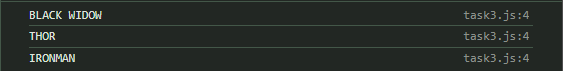 BLACK WIDOW task3.js:4
THOR task3.js:4
IRONMAN task3.js:4